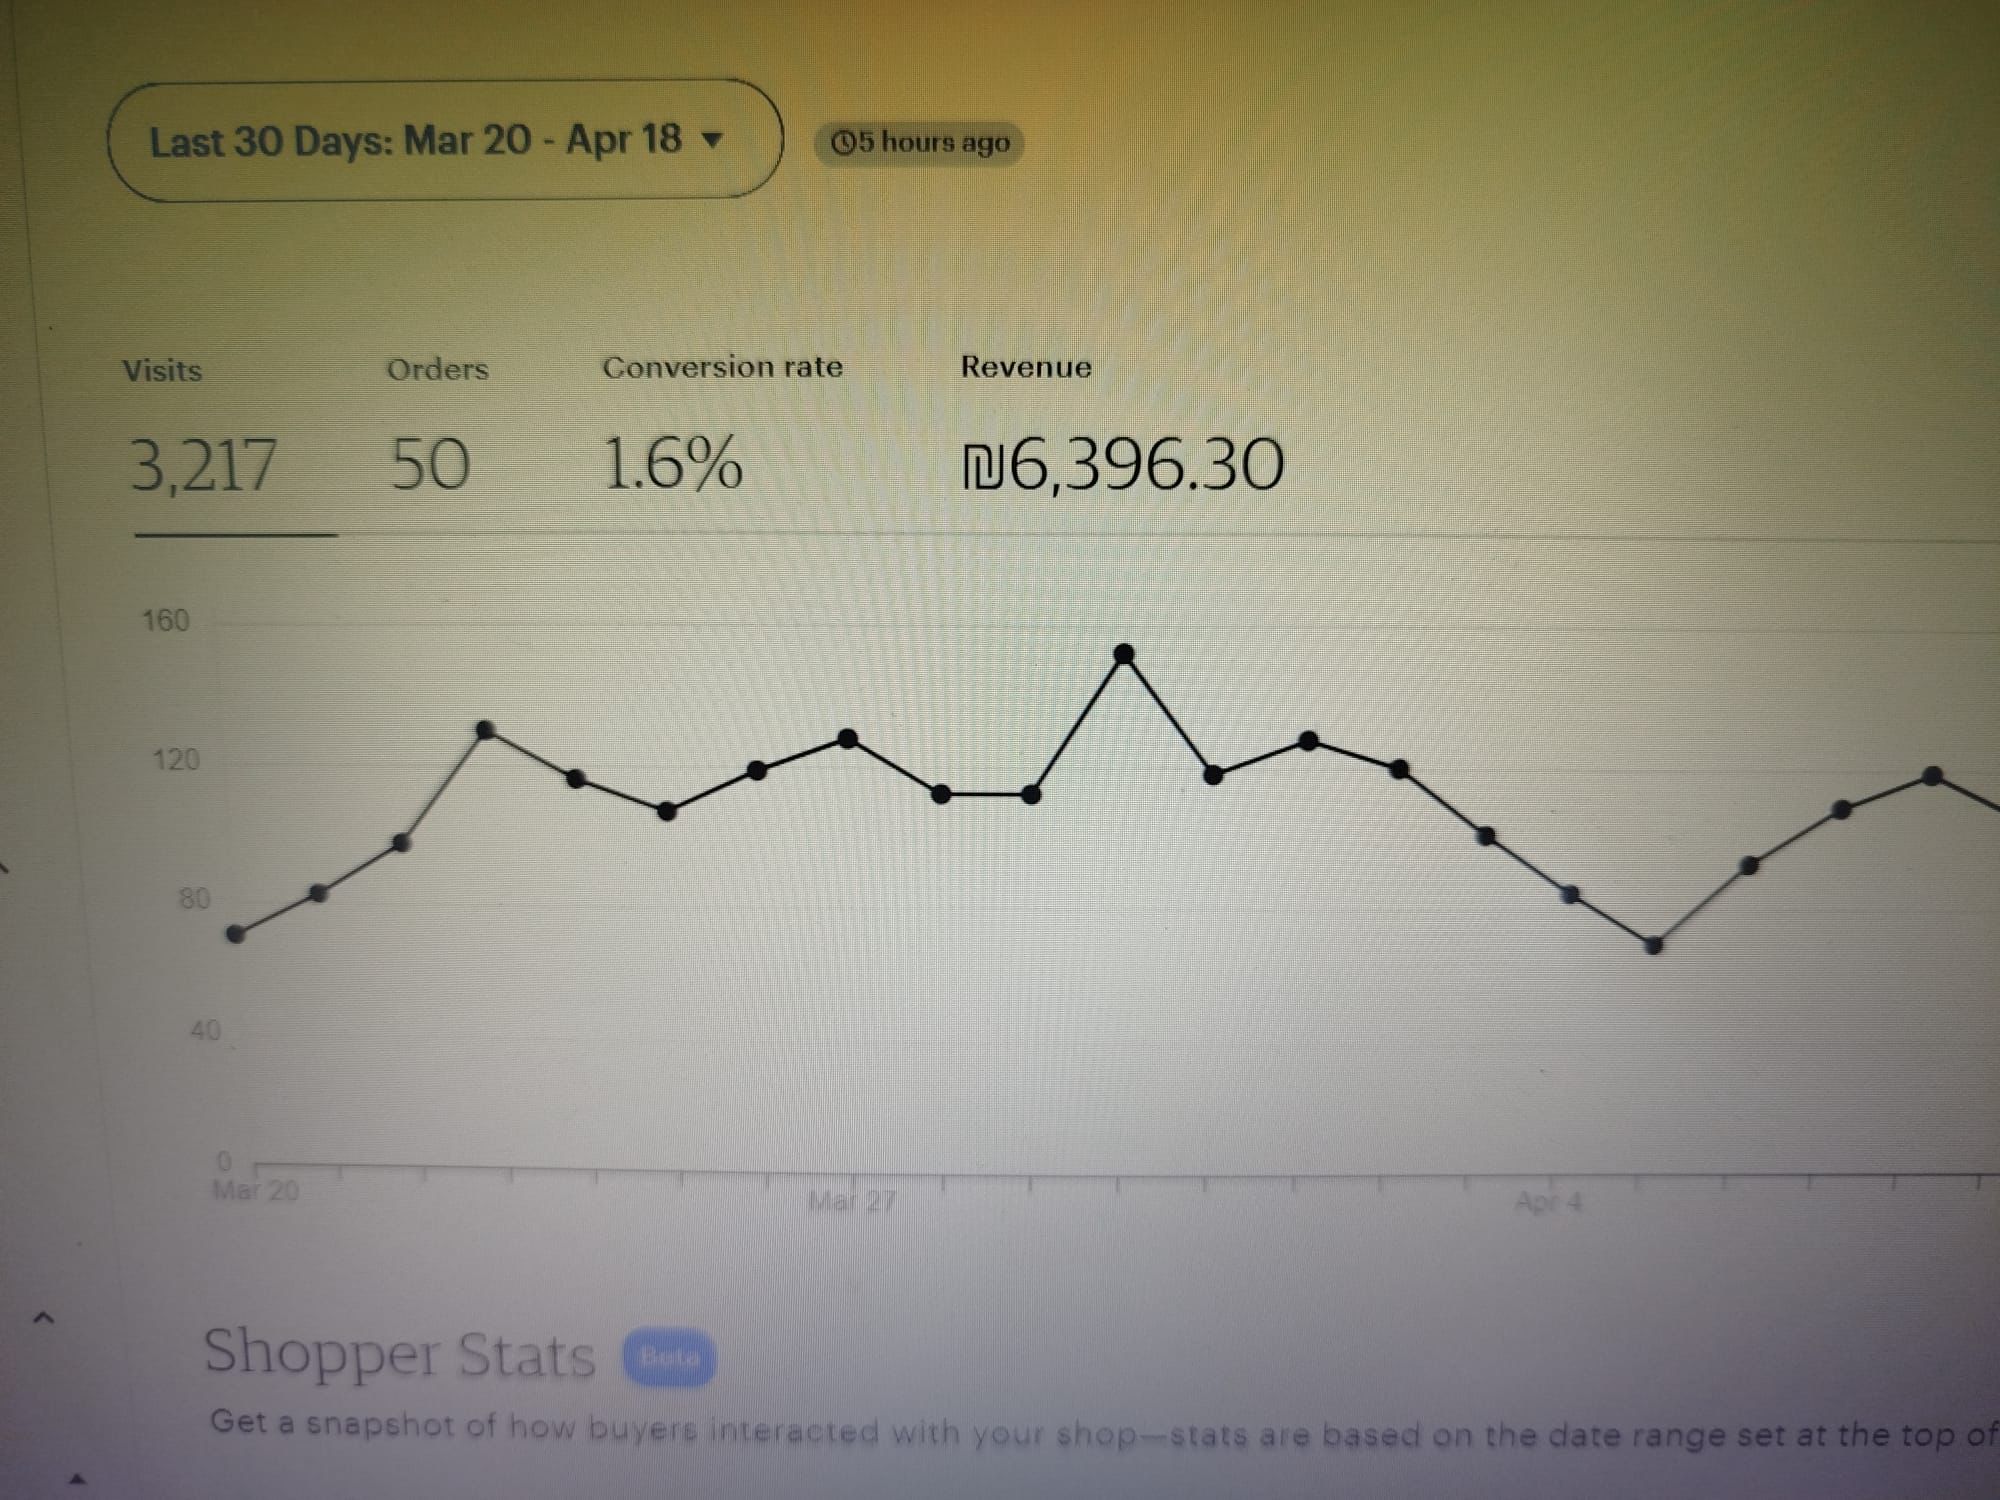 Last 30 Days: Mar 20 - Apr 18
5 hours ago
Visits Orders Conversion rate Revenue
3,217 50 1.6% ₪6,396.30
160
120
80
40
0
Mar 20 Mar 27 Apr 4
Shopper Stats Beta
Get a snapshot of how buyers interacted with your shop—stats are based on the date range set at the top of